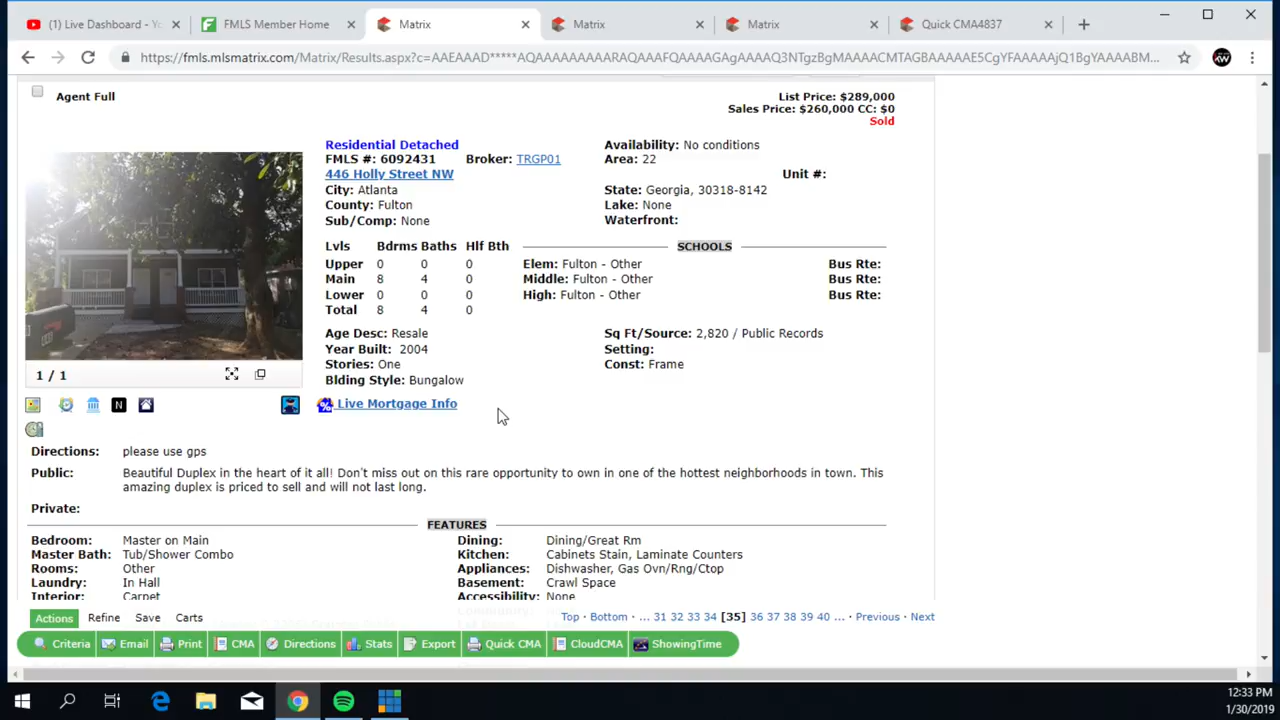 (1) Live Dashboard - Yo
FMLS Member Home
Matrix
Matrix
Matrix
Quick CMA4837
https://fmls.mlsmatrix.com/Matrix/Results.aspx?c=AAEAAAD*****AQAAAAAAAAARAQAAAFQAAAAGAgAAAAQ3NTgzBgMAAAACMTAGBAAAAAE5CgYFAAAAAjQ1BgYAAAABM...
Agent Full
List Price: $289,000
Sales Price: $260,000 CC: $0
Sold
Residential Detached
Availability: No conditions
FMLS #: 6092431 Broker: TRGP01
Area: 22
446 Holly Street NW
Unit #:
City: Atlanta
State: Georgia, 30318-8142
County: Fulton
Lake: None
Sub/Comp: None
Waterfront:
Lvls Bdrms Baths Hlf Bth
SCHOOLS
Upper 0 0 0
Elem: Fulton - Other
Bus Rte:
Main 8 4 0
Middle: Fulton - Other
Bus Rte:
Lower 0 0 0
High: Fulton - Other
Bus Rte:
Total 8 4 0
Age Desc: Resale
Sq Ft/Source: 2,820 / Public Records
Year Built: 2004
Setting:
Stories: One
Const: Frame
Blding Style: Bungalow
1 / 1
N
% Live Mortgage Info
Directions: please use gps
Public: Beautiful Duplex in the heart of it all! Don't miss out on this rare opportunity to own in one of the hottest neighborhoods in town. This
amazing duplex is priced to sell and will not last long.
Private:
FEATURES
Bedroom: Master on Main
Dining: Dining/Great Rm
Master Bath: Tub/Shower Combo
Kitchen: Cabinets Stain, Laminate Counters
Rooms: Other
Appliances: Dishwasher, Gas Ovn/Rng/Ctop
Laundry: In Hall
Basement: Crawl Space
Interior: Carpet
Accessibility: None
Actions Refine Save Carts
Top · Bottom · ... 31 32 33 34 [35] 36 37 38 39 40 ... · Previous · Next
Criteria Email Print CMA Directions Stats Export Quick CMA CloudCMA ShowingTime
12:33 PM
1/30/2019